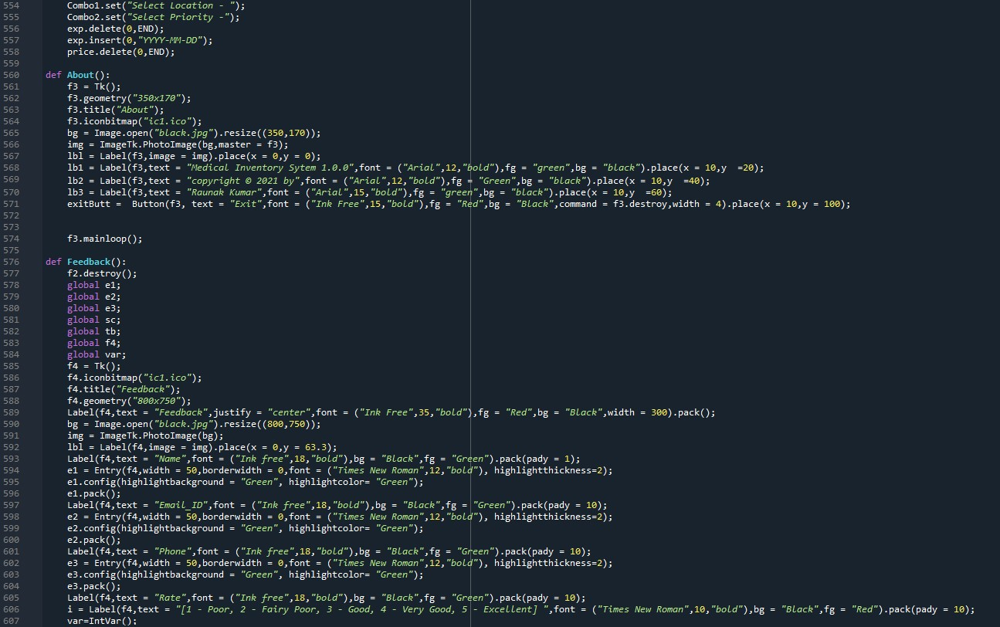 554 Combo1.set("Select Location - ");
555 Combo2.set("Select Priority -");
556 exp.delete(0,END);
557 exp.insert(0,"YYYY-MM-DD");
558 price.delete(0,END);
559
560 def About():
561 f3 = Tk();
562 f3.geometry("350x170");
563 f3.title("About");
564 f3.iconbitmap("ic1.ico");
565 bg = Image.open("black.jpg").resize((350,170));
566 img = ImageTk.PhotoImage(bg,master = f3);
567 lbl = Label(f3,image = img).place(x = 0,y = 0);
568 lb1 = Label(f3,text = "Medical Inventory Sytem 1.0.0",font = ("Arial",12,"bold"),fg = "green",bg = "black").place(x = 10,y  =20);
569 lb2 = Label(f3,text = "copyright © 2021 by",font = ("Arial",12,"bold"),fg = "Green",bg = "black").place(x = 10,y  =40);
570 lb3 = Label(f3,text = "Raunak Kumar",font = ("Arial",15,"bold"),fg = "green",bg = "black").place(x = 10,y  =60);
571 exitButt =  Button(f3, text = "Exit",font = ("Ink Free",15,"bold"),fg = "Red",bg = "Black",command = f3.destroy,width = 4).place(x = 10,y = 100);
572
573
574 f3.mainloop();
575
576 def Feedback():
577 f2.destroy();
578 global e1;
579 global e2;
580 global e3;
581 global sc;
582 global tb;
583 global f4;
584 global var;
585 f4 = Tk();
586 f4.iconbitmap("ic1.ico");
587 f4.title("Feedback");
588 f4.geometry("800x750");
589 Label(f4,text = "Feedback",justify = "center",font = ("Ink Free",35,"bold"),fg = "Red",bg = "Black",width = 300).pack();
590 bg = Image.open("black.jpg").resize((800,750));
591 img = ImageTk.PhotoImage(bg);
592 lbl = Label(f4,image = img).place(x = 0,y = 63.3);
593 Label(f4,text = "Name",font = ("Ink free",18,"bold"),bg = "Black",fg = "Green").pack(pady = 1);
594 e1 = Entry(f4,width = 50,borderwidth = 0,font = ("Times New Roman",12,"bold"), highlightthickness=2);
595 e1.config(highlightbackground = "Green", highlightcolor= "Green");
596 e1.pack();
597 Label(f4,text = "Email_ID",font = ("Ink free",18,"bold"),bg = "Black",fg = "Green").pack(pady = 10);
598 e2 = Entry(f4,width = 50,borderwidth = 0,font = ("Times New Roman",12,"bold"), highlightthickness=2);
599 e2.config(highlightbackground = "Green", highlightcolor= "Green");
600 e2.pack();
601 Label(f4,text = "Phone",font = ("Ink free",18,"bold"),bg = "Black",fg = "Green").pack(pady = 10);
602 e3 = Entry(f4,width = 50,borderwidth = 0,font = ("Times New Roman",12,"bold"), highlightthickness=2);
603 e3.config(highlightbackground = "Green", highlightcolor= "Green");
604 e3.pack();
605 Label(f4,text = "Rate",font = ("Ink free",18,"bold"),bg = "Black",fg = "Green").pack(pady = 10);
606 i = Label(f4,text = "[1 - Poor, 2 - Fairy Poor, 3 - Good, 4 - Very Good, 5 - Excellent] ",font = ("Times New Roman",10,"bold"),bg = "Black",fg = "Red").pack(pady = 10);
607 var=IntVar();